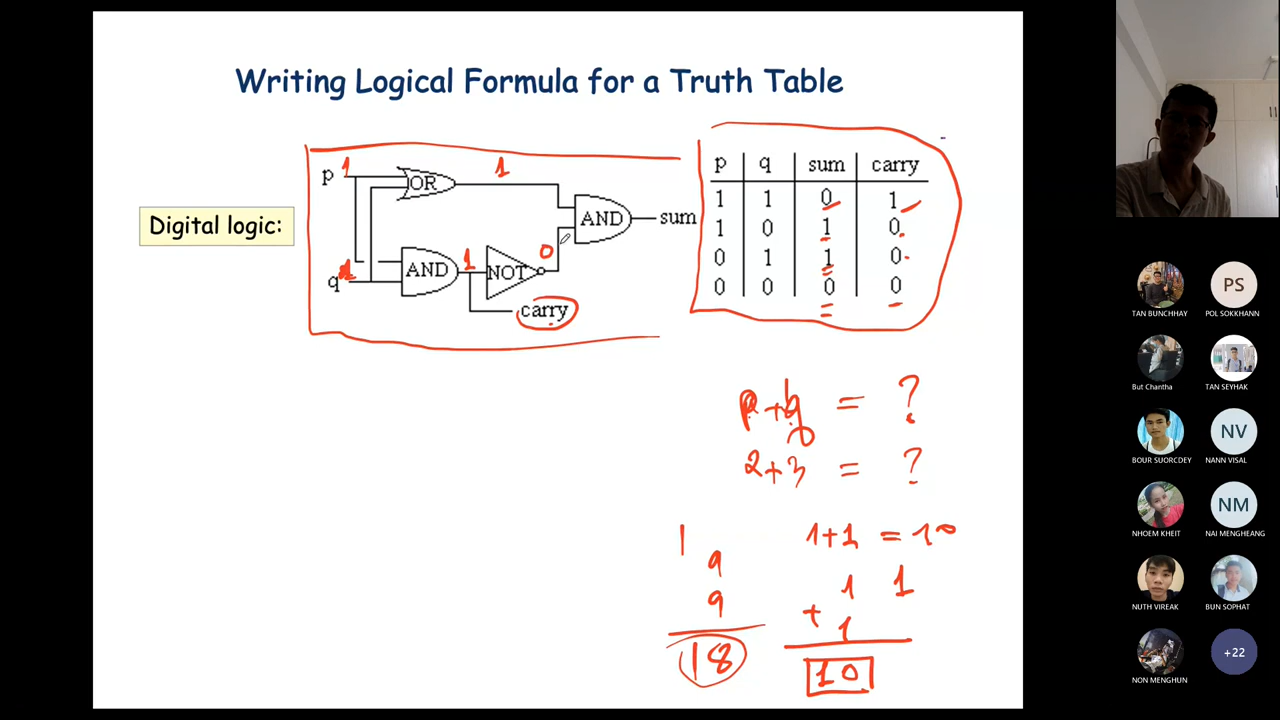 Writing Logical Formula for a Truth Table
Digital logic:
p 1 OR 1
AND sum
q 1 AND 1 NOT 0
carry
p q sum carry
1 1 0 1
1 0 1 0
0 1 1 0
0 0 0 0
p+q = ?
2+3 = ?
1+1 = 10
1
9
9
18
1 1
+ 1
10
TAN BUNCHHAY
PS
POL SOKKHANN
But Chantha
TAN SEYHAK
BOUR SUORCDEY
NV
NANN VISAL
NHOEM KHEIT
NM
NAI MENGHEANG
NUTH VIREAK
BUN SOPHAT
NON MENGHUN
+22